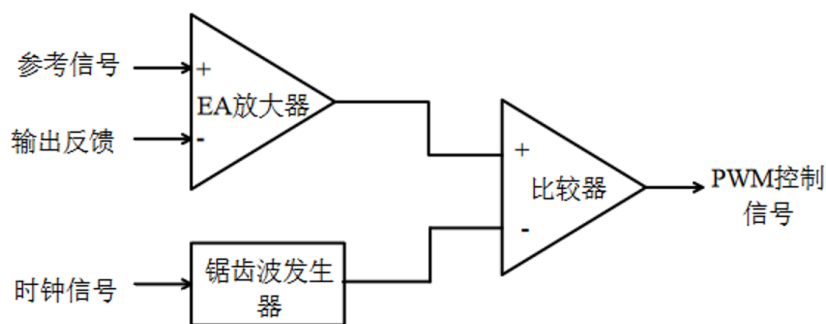 参考信号
+
EA放大器
输出反馈
-
+
比较器
-
PWM控制
信号
时钟信号
锯齿波发生
器